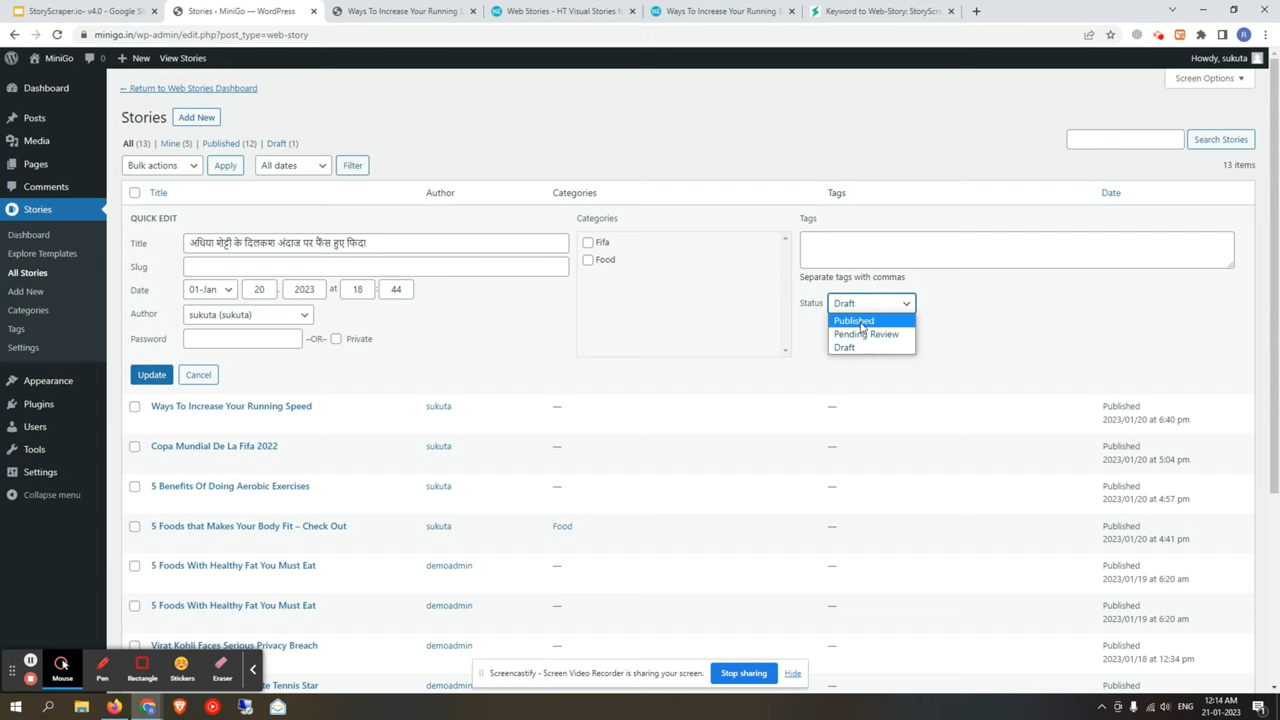 StoryScraper.io- v4.0 - Google Sli
Stories ‹ MiniGo — WordPress
Ways To Increase Your Running S
Web Stories - HT Visual Stories fo
Ways To Increase Your Running S
Keyword to Web-Story: StoryScra
minigo.in/wp-admin/edit.php?post_type=web-story
R
MiniGo
0
New
View Stories
Howdy, sukuta
Dashboard
Posts
Media
Pages
Comments
Stories
Dashboard
Explore Templates
All Stories
Add New
Categories
Tags
Settings
Appearance
Plugins
Users
Tools
Settings
Collapse menu
← Return to Web Stories Dashboard
Screen Options
Stories
Add New
All (13) | Mine (5) | Published (12) | Draft (1)
Search Stories
Bulk actions
Apply
All dates
Filter
13 items
Title
Author
Categories
Tags
Date
QUICK EDIT
Title
अथिया शेट्टी के दिलकश अंदाज पर फैंस हुए फिदा
Slug
Date
01-Jan
20
, 2023
at
18
: 44
Author
sukuta (sukuta)
Password
–OR–
Private
Categories
Fifa
Food
Tags
Separate tags with commas
Status
Draft
Published
Pending Review
Draft
Update
Cancel
Ways To Increase Your Running Speed
sukuta
—
—
Published
2023/01/20 at 6:40 pm
Copa Mundial De La Fifa 2022
sukuta
—
—
Published
2023/01/20 at 5:04 pm
5 Benefits Of Doing Aerobic Exercises
sukuta
—
—
Published
2023/01/20 at 4:57 pm
5 Foods that Makes Your Body Fit – Check Out
sukuta
Food
—
Published
2023/01/20 at 4:41 pm
5 Foods With Healthy Fat You Must Eat
demoadmin
—
—
Published
2023/01/19 at 6:20 am
5 Foods With Healthy Fat You Must Eat
demoadmin
—
—
Published
2023/01/19 at 6:20 am
Virat Kohli Faces Serious Privacy Breach
demoadmin
—
—
Published
2023/01/18 at 12:34 pm
te Tennis Star
demoadmin
—
—
Published
Mouse
Pen
Rectangle
Stickers
Eraser
Screencastify - Screen Video Recorder is sharing your screen.
Stop sharing
Hide
ENG
12:14 AM
21-01-2023
1